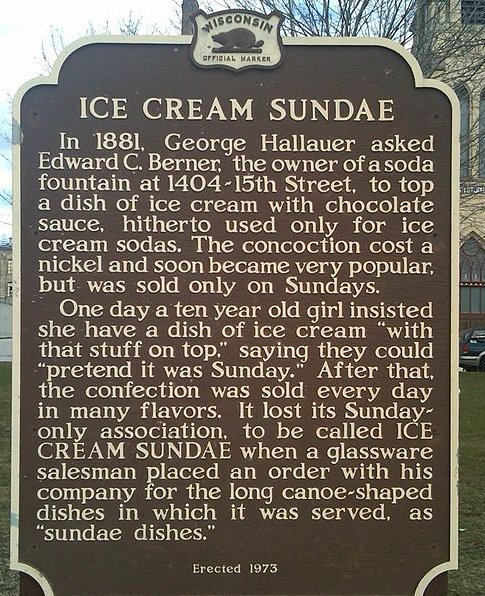 WISCONSIN
OFFICIAL MARKER
ICE CREAM SUNDAE
In 1881, George Hallauer asked
Edward C. Berner, the owner of a soda
fountain at 1404-15th Street, to top
a dish of ice cream with chocolate
sauce, hitherto used only for ice
cream sodas. The concoction cost a
nickel and soon became very popular,
but was sold only on Sundays.
One day a ten year old girl insisted
she have a dish of ice cream "with
that stuff on top," saying they could
"pretend it was Sunday." After that,
the confection was sold every day
in many flavors. It lost its Sunday-
only association, to be called ICE
CREAM SUNDAE when a glassware
salesman placed an order with his
company for the long canoe-shaped
dishes in which it was served, as
"sundae dishes."
Erected 1973